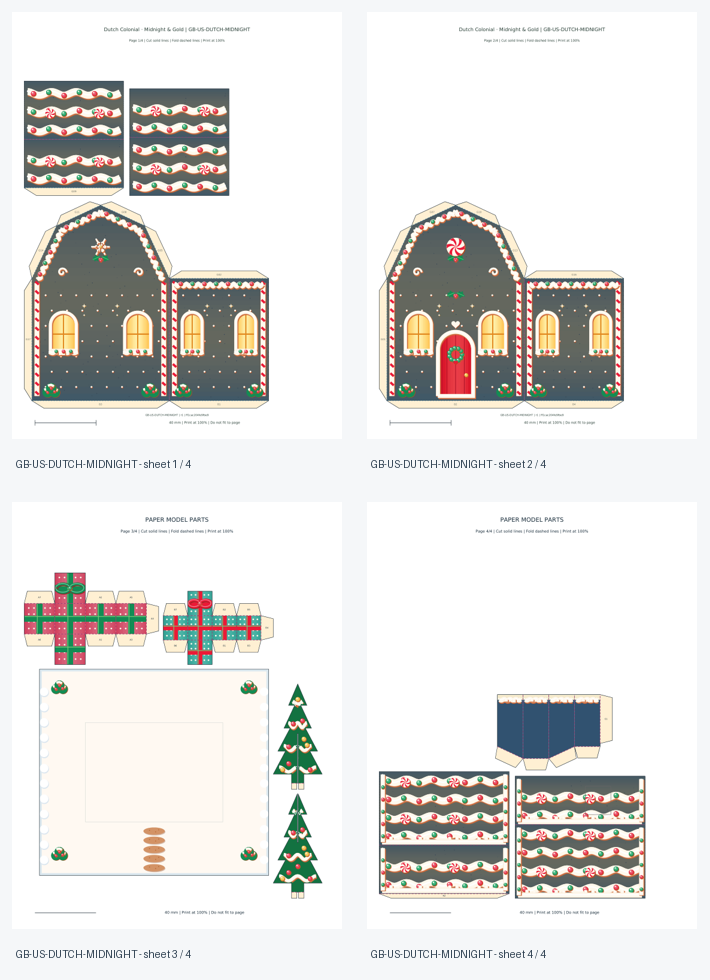 Dutch Colonial · Midnight & Gold | GB-US-DUTCH-MIDNIGHT
Page 1/4 | Cut solid lines | Fold dashed lines | Print at 100%
40 mm | Print at 100% | Do not fit to page
GB-US-DUTCH-MIDNIGHT - sheet 1 / 4
Dutch Colonial · Midnight & Gold | GB-US-DUTCH-MIDNIGHT
Page 2/4 | Cut solid lines | Fold dashed lines | Print at 100%
40 mm | Print at 100% | Do not fit to page
GB-US-DUTCH-MIDNIGHT - sheet 2 / 4
PAPER MODEL PARTS
Page 3/4 | Cut solid lines | Fold dashed lines | Print at 100%
40 mm | Print at 100% | Do not fit to page
GB-US-DUTCH-MIDNIGHT - sheet 3 / 4
PAPER MODEL PARTS
Page 4/4 | Cut solid lines | Fold dashed lines | Print at 100%
40 mm | Print at 100% | Do not fit to page
GB-US-DUTCH-MIDNIGHT - sheet 4 / 4